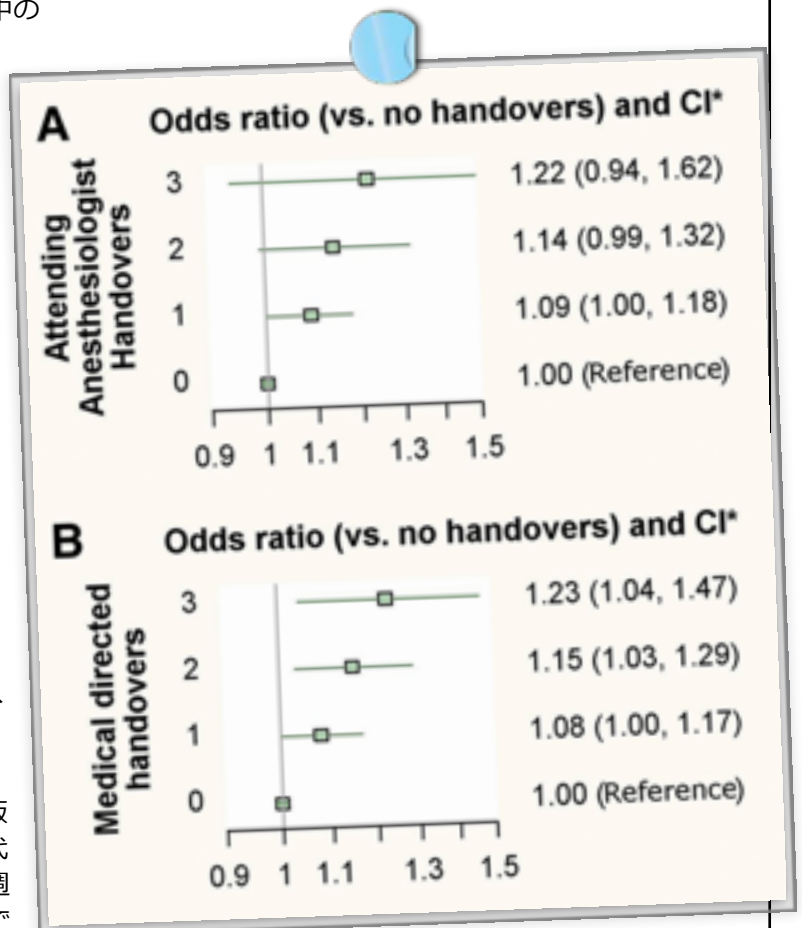 中の
A
Odds ratio (vs. no handovers) and CI*
Attending
Anesthesiologist
Handovers
3
1.22 (0.94, 1.62)
2
1.14 (0.99, 1.32)
1
1.09 (1.00, 1.18)
0
1.00 (Reference)
0.9 1 1.1 1.3 1.5
B
Odds ratio (vs. no handovers) and CI*
Medical directed
handovers
3
1.23 (1.04, 1.47)
2
1.15 (1.03, 1.29)
1
1.08 (1.00, 1.17)
0
1.00 (Reference)
0.9 1 1.1 1.3 1.5